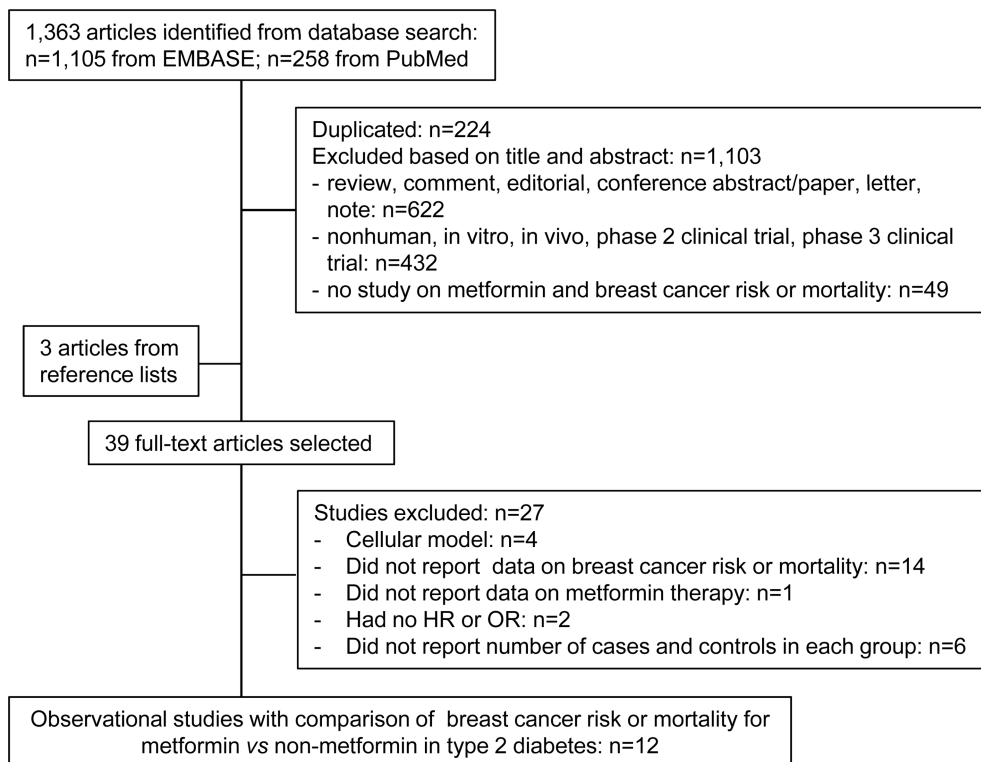 1,363 articles identified from database search:
n=1,105 from EMBASE; n=258 from PubMed
Duplicated: n=224
Excluded based on title and abstract: n=1,103
- review, comment, editorial, conference abstract/paper, letter,
note: n=622
- nonhuman, in vitro, in vivo, phase 2 clinical trial, phase 3 clinical
trial: n=432
- no study on metformin and breast cancer risk or mortality: n=49
3 articles from
reference lists
39 full-text articles selected
Studies excluded: n=27
- Cellular model: n=4
- Did not report data on breast cancer risk or mortality: n=14
- Did not report data on metformin therapy: n=1
- Had no HR or OR: n=2
- Did not report number of cases and controls in each group: n=6
Observational studies with comparison of breast cancer risk or mortality for
metformin vs non-metformin in type 2 diabetes: n=12